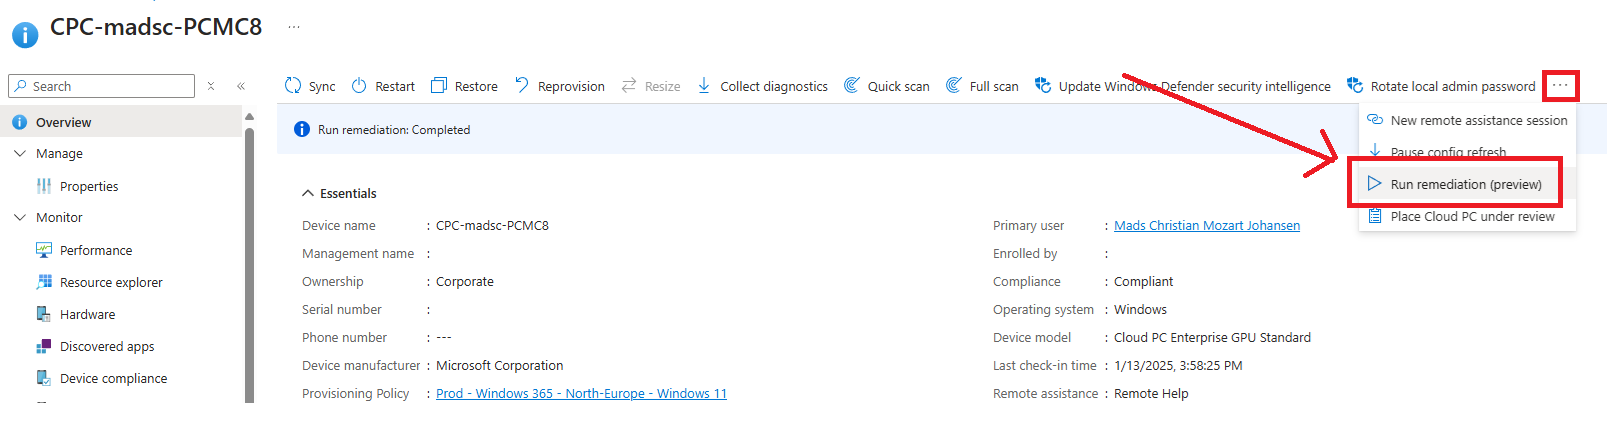 CPC-madsc-PCMC8 ...
Search
Sync Restart Restore Reprovision Resize Collect diagnostics Quick scan Full scan Update Windows Defender security intelligence Rotate local admin password ...
Overview
Manage
Properties
Monitor
Performance
Resource explorer
Hardware
Discovered apps
Device compliance
Run remediation: Completed
New remote assistance session
Pause config refresh
Run remediation (preview)
Place Cloud PC under review
Essentials
Device name : CPC-madsc-PCMC8
Management name :
Ownership : Corporate
Serial number :
Phone number : ---
Device manufacturer : Microsoft Corporation
Provisioning Policy : Prod - Windows 365 - North-Europe - Windows 11
Primary user : Mads Christian Mozart Johansen
Enrolled by :
Compliance : Compliant
Operating system : Windows
Device model : Cloud PC Enterprise GPU Standard
Last check-in time : 1/13/2025, 3:58:25 PM
Remote assistance : Remote Help